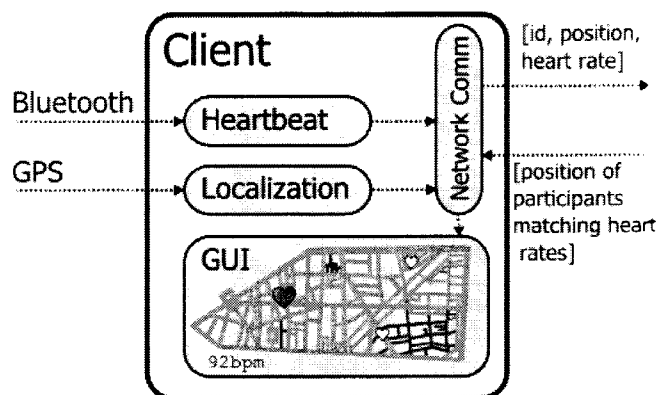 Client
Bluetooth
Heartbeat
GPS
Localization
Network Comm
[id, position,
heart rate]
[position of
participants
matching heart
rates]
GUI
92bpm